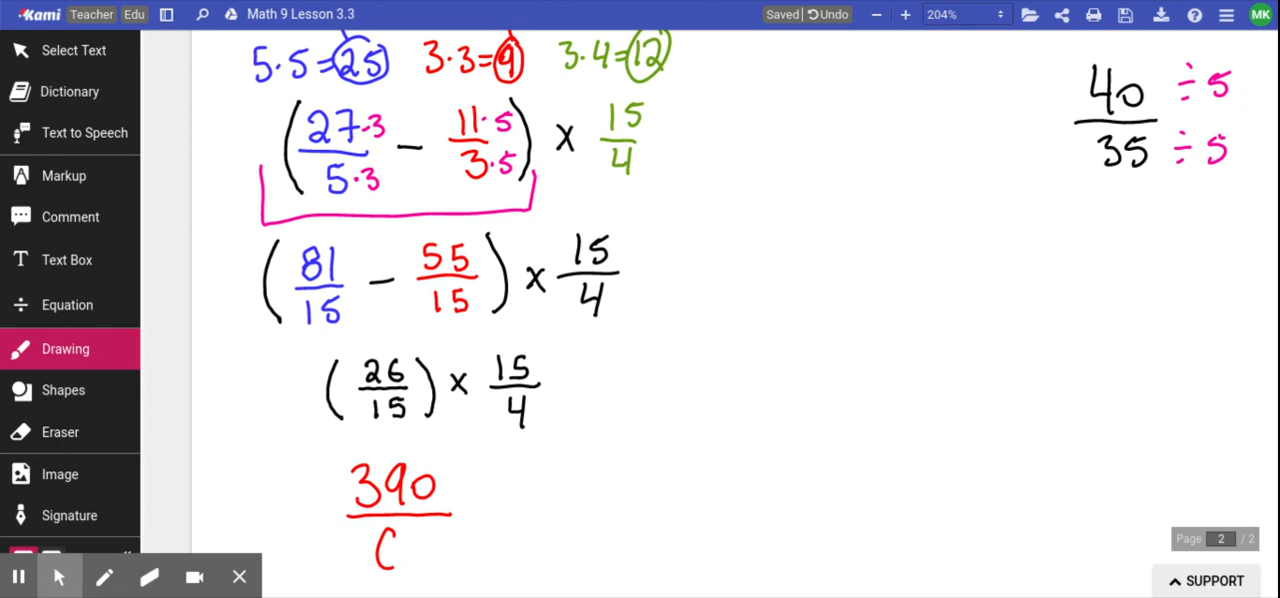 Kami Teacher Edu Math 9 Lesson 3.3 Saved Undo − + 204% MK
Select Text
Dictionary
Text to Speech
Markup
Comment
Text Box
Equation
Drawing
Shapes
Eraser
Image
Signature
5·5=25 3·3=9 3·4=12
(27·3/5·3 − 11·5/3·5) × 15/4
(81/15 − 55/15) × 15/4
(26/15) × 15/4
390
40 ÷5
35 ÷5
Page 2 / 2
SUPPORT